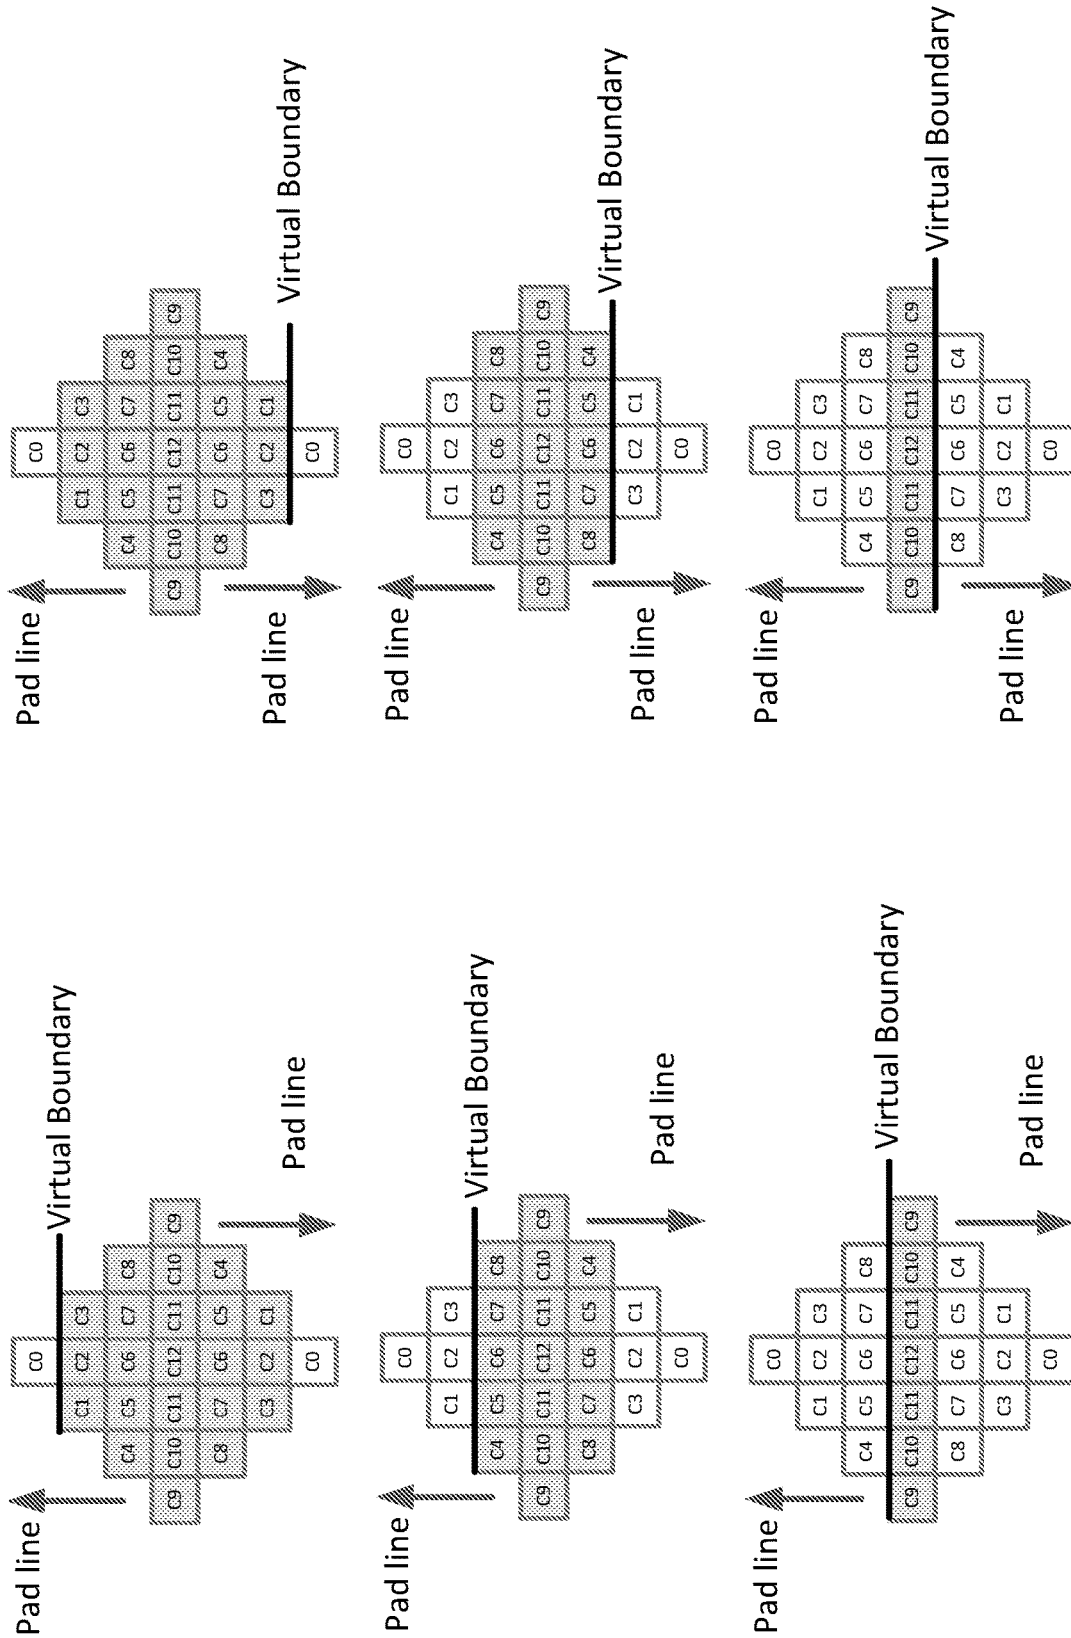 Pad line
C0
Virtual Boundary
C1 C2 C3
C4 C5 C6 C7 C8
C9 C10 C11 C12 C11 C10 C9
C8 C7 C6 C5 C4
C3 C2 C1
C0
Pad line
Pad line
C0
C1 C2 C3
C4 C5 C6 C7 C8
C9 C10 C11 C12 C11 C10 C9
C8 C7 C6 C5 C4
C3 C2 C1
Virtual Boundary
Pad line
C0
Pad line
C0
C1 C2 C3
Virtual Boundary
C4 C5 C6 C7 C8
C9 C10 C11 C12 C11 C10 C9
C8 C7 C6 C5 C4
C3 C2 C1
C0
Pad line
Pad line
C0
C1 C2 C3
C4 C5 C6 C7 C8
C9 C10 C11 C12 C11 C10 C9
C8 C7 C6 C5 C4
Virtual Boundary
C3 C2 C1
Pad line
C0
Pad line
C0
C1 C2 C3
C4 C5 C6 C7 C8
Virtual Boundary
C9 C10 C11 C12 C11 C10 C9
C8 C7 C6 C5 C4
C3 C2 C1
C0
Pad line
Pad line
C0
C1 C2 C3
C4 C5 C6 C7 C8
C9 C10 C11 C12 C11 C10 C9
Virtual Boundary
C8 C7 C6 C5 C4
C3 C2 C1
Pad line
C0